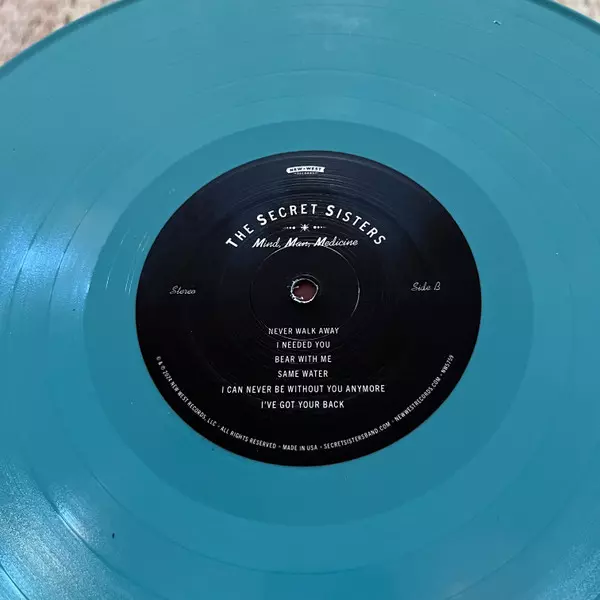 NEW WEST
RECORDS
THE SECRET SISTERS
Mind, Man, Medicine
Stereo
Side B
NEVER WALK AWAY
I NEEDED YOU
BEAR WITH ME
SAME WATER
I CAN NEVER BE WITHOUT YOU ANYMORE
I'VE GOT YOUR BACK
℗ & © 2024 NEW WEST RECORDS, LLC • ALL RIGHTS RESERVED • MADE IN USA • SECRETSISTERSBAND.COM • NEWWESTRECORDS.COM • NW5759